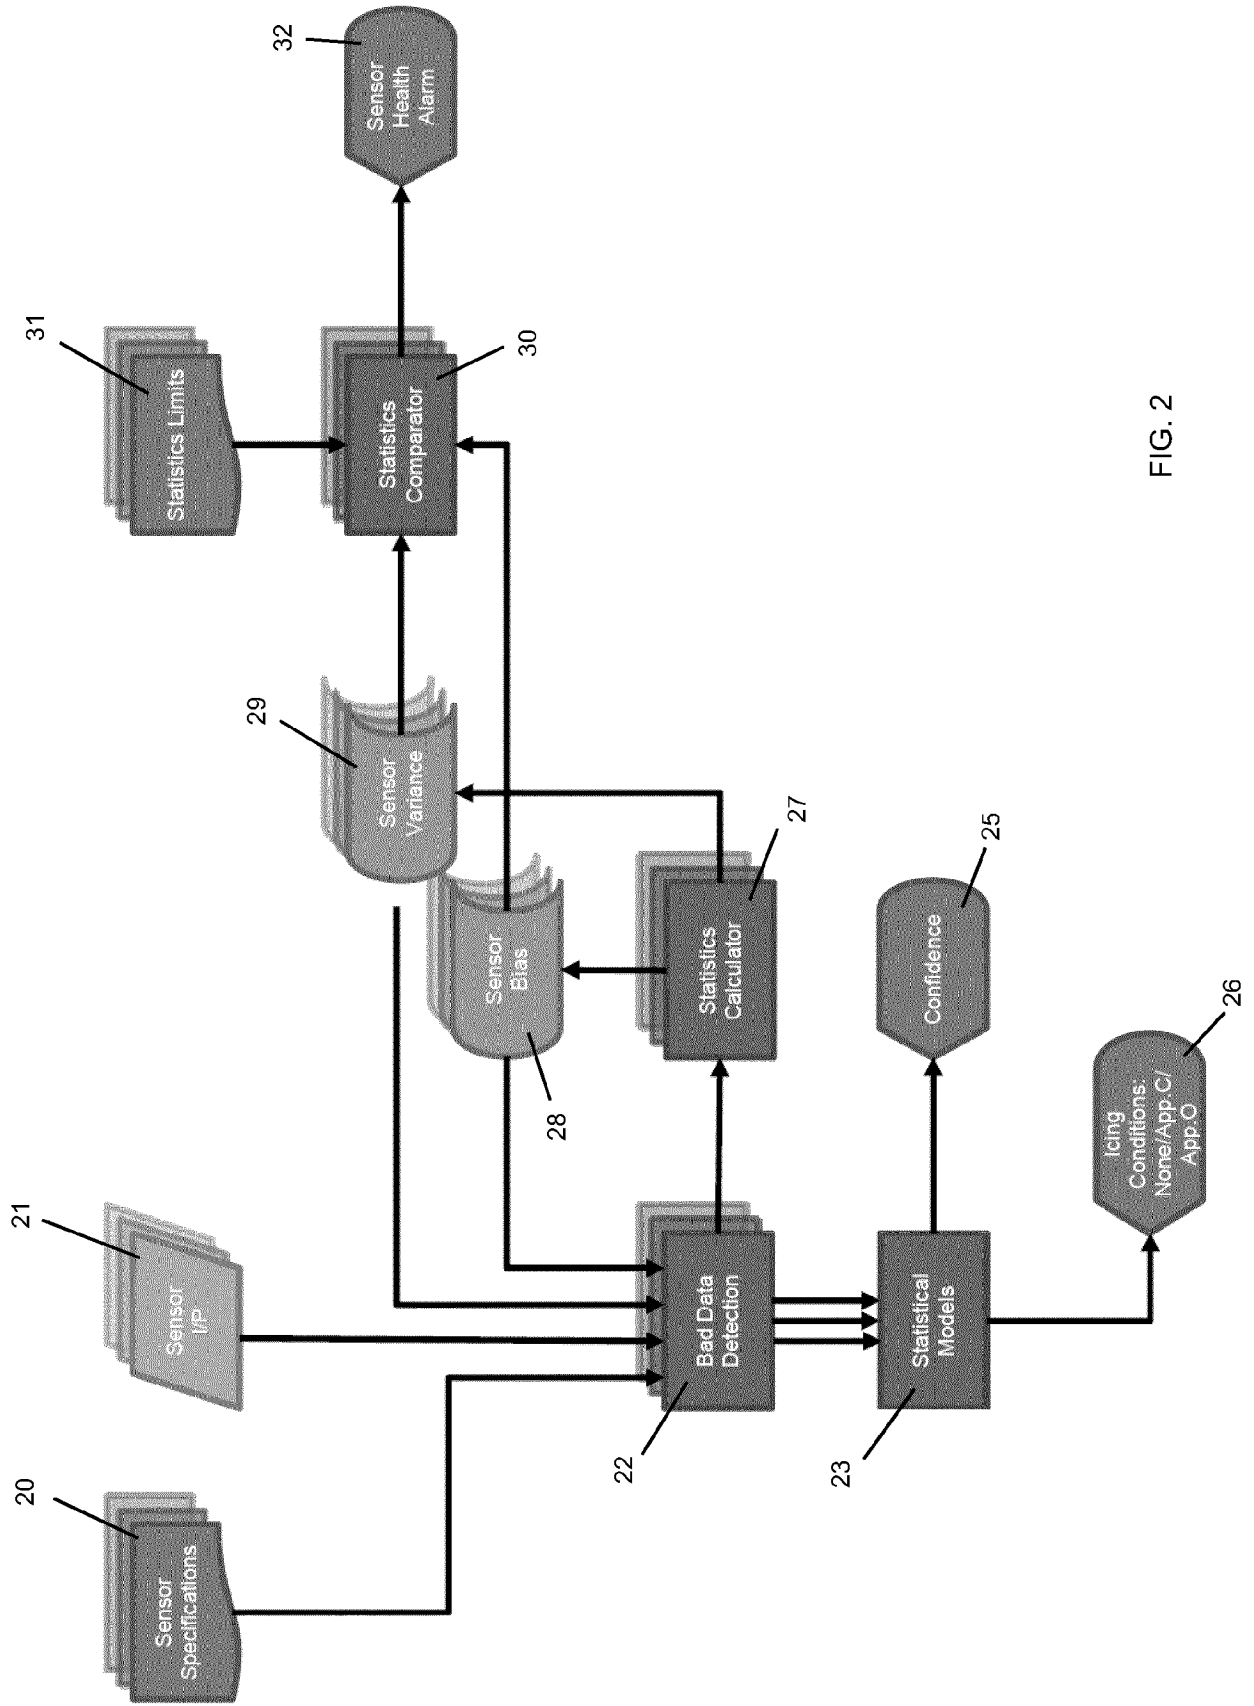 20
Sensor
Specifications
21
Sensor
I/P
31
Statistics Limits
32
Sensor
Health
Alarm
29
Sensor
Variance
Statistics
Comparator
30
28
Sensor
Bias
22
Bad Data
Detection
Statistics
Calculator
27
23
Statistical
Models
Confidence
25
Icing
Conditions:
None/App.C/
App.O
26
FIG. 2